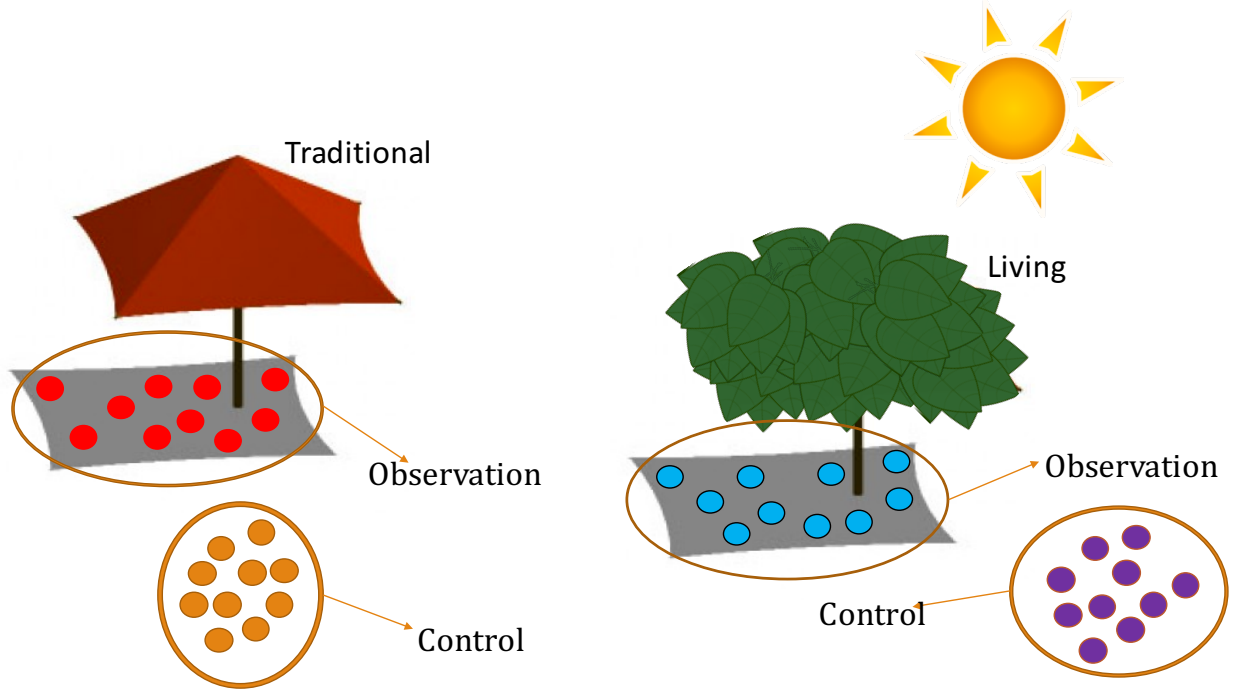 Traditional
Living
Observation
Observation
Control
Control